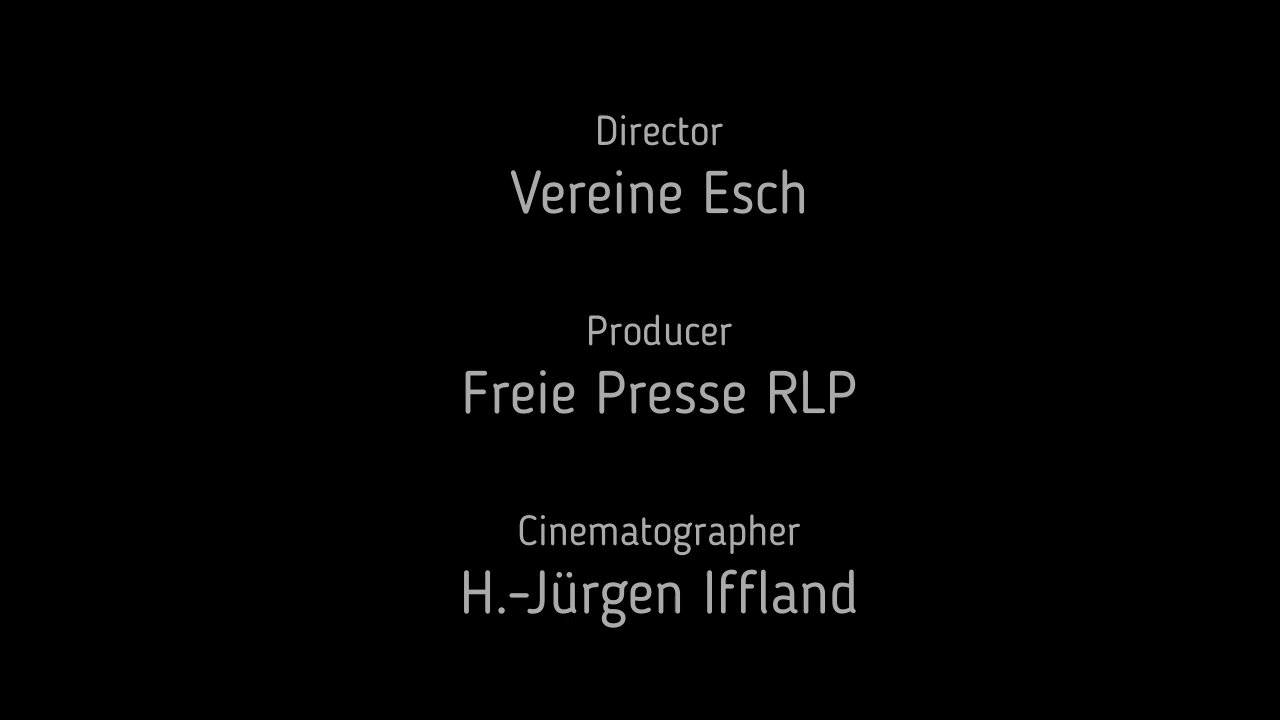 Director
Vereine Esch
Producer
Freie Presse RLP
Cinematographer
H.-Jürgen Iffland